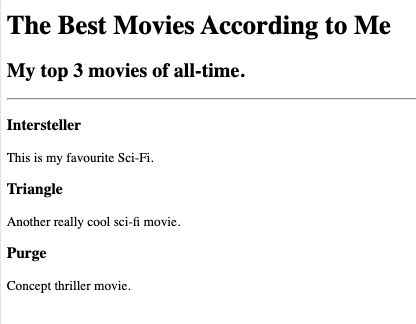 The Best Movies According to Me
My top 3 movies of all-time.
Intersteller
This is my favourite Sci-Fi.
Triangle
Another really cool sci-fi movie.
Purge
Concept thriller movie.